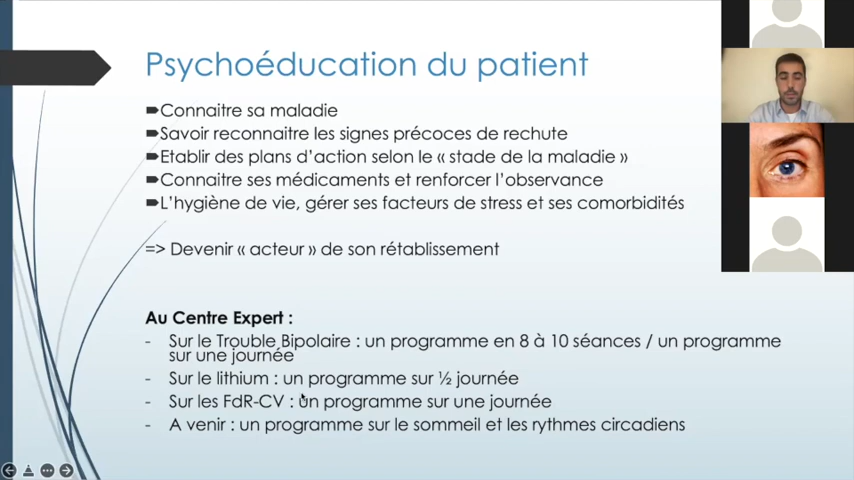 Psychoéducation du patient
Connaitre sa maladie
Savoir reconnaitre les signes précoces de rechute
Etablir des plans d'action selon le « stade de la maladie »
Connaitre ses médicaments et renforcer l'observance
L'hygiène de vie, gérer ses facteurs de stress et ses comorbidités
=> Devenir « acteur » de son rétablissement
Au Centre Expert :
- Sur le Trouble Bipolaire : un programme en 8 à 10 séances / un programme
sur une journée
- Sur le lithium : un programme sur ½ journée
- Sur les FdR-CV : un programme sur une journée
- A venir : un programme sur le sommeil et les rythmes circadiens